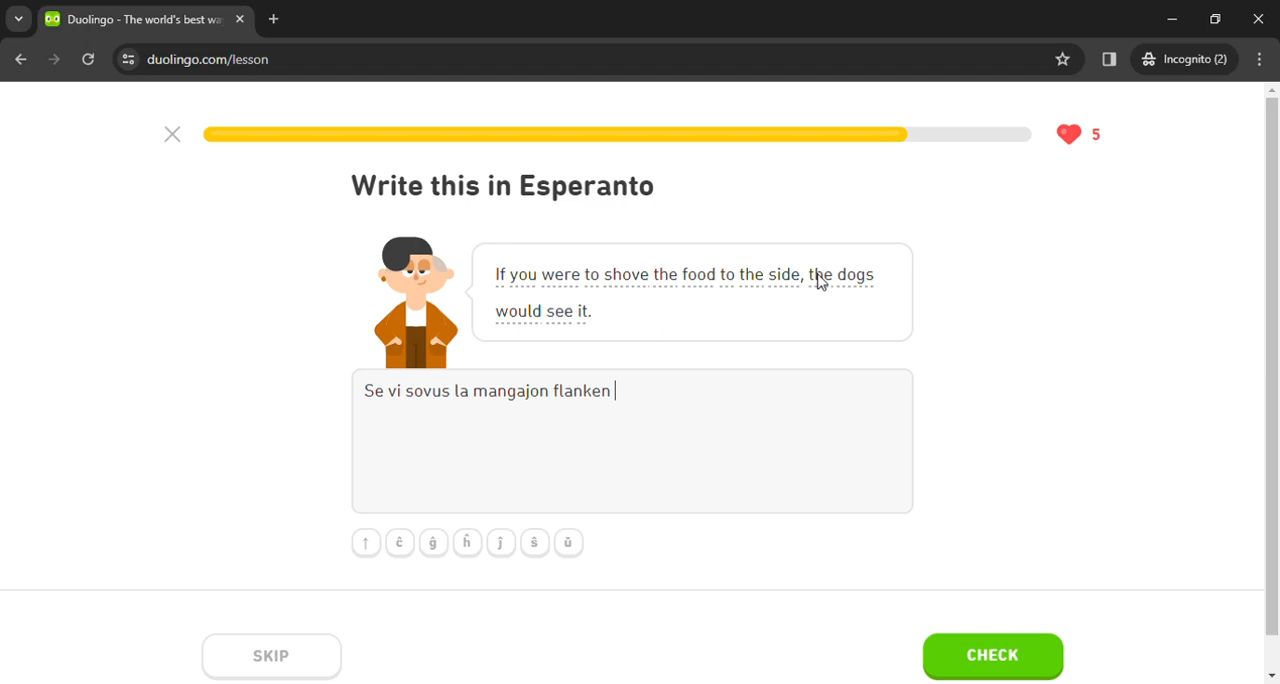 Duolingo - The world's best wa
duolingo.com/lesson
Incognito (2)
5
Write this in Esperanto
If you were to shove the food to the side, the dogs
would see it.
Se vi sovus la mangajon flanken
↑ ĉ ĝ ĥ ĵ ŝ ŭ
SKIP
CHECK